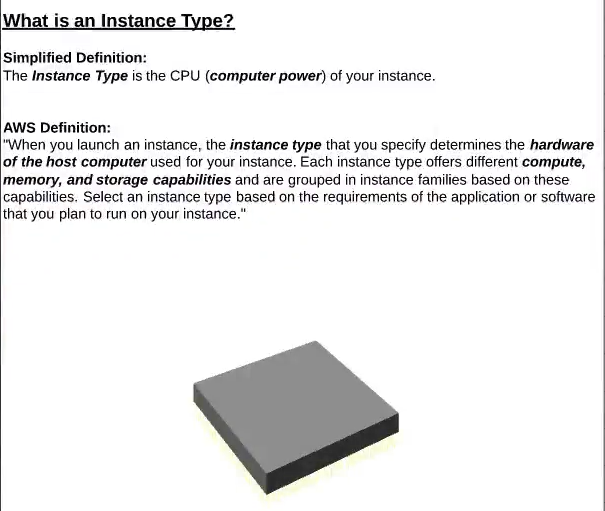 What is an Instance Type?
Simplified Definition:
The Instance Type is the CPU (computer power) of your instance.
AWS Definition:
"When you launch an instance, the instance type that you specify determines the hardware
of the host computer used for your instance. Each instance type offers different compute,
memory, and storage capabilities and are grouped in instance families based on these
capabilities. Select an instance type based on the requirements of the application or software
that you plan to run on your instance."